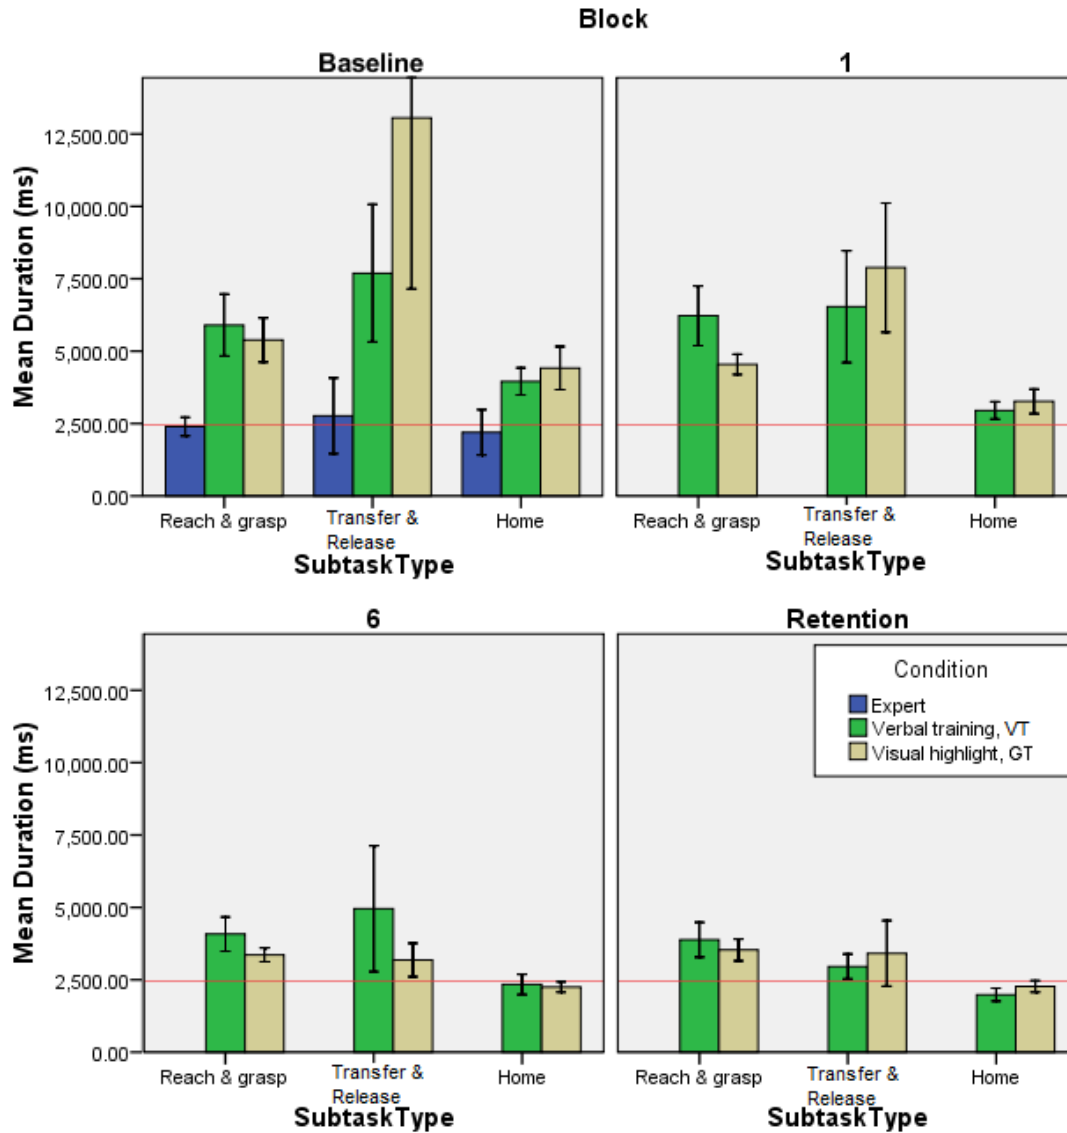 Block
Baseline
1
Mean Duration (ms)
12,500.00
10,000.00
7,500.00
5,000.00
2,500.00
0.00
Reach & grasp
Transfer &
Release
Home
SubtaskType
Reach & grasp
Transfer &
Release
Home
SubtaskType
6
Retention
Mean Duration (ms)
12,500.00
10,000.00
7,500.00
5,000.00
2,500.00
0.00
Reach & grasp
Transfer &
Release
Home
SubtaskType
Condition
Expert
Verbal training, VT
Visual highlight, GT
Reach & grasp
Transfer &
Release
Home
SubtaskType